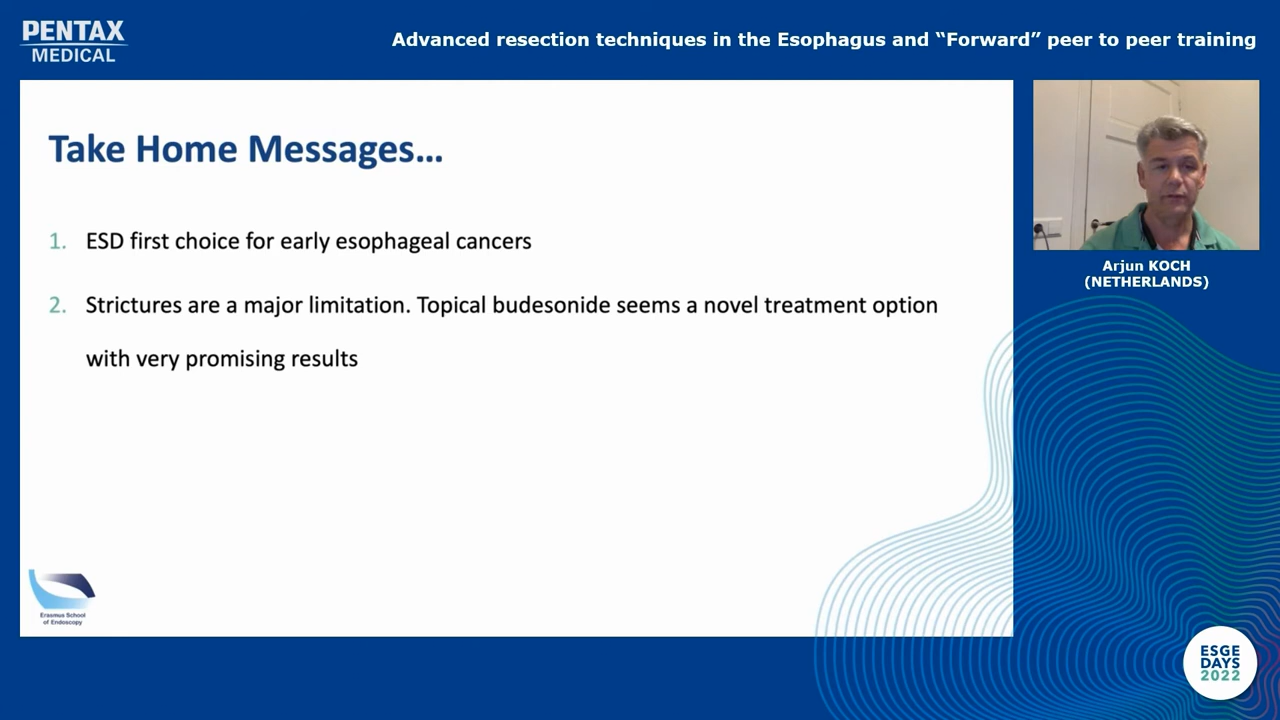 PENTAX
MEDICAL
Advanced resection techniques in the Esophagus and “Forward” peer to peer training
Take Home Messages...
1. ESD first choice for early esophageal cancers
2. Strictures are a major limitation. Topical budesonide seems a novel treatment option
with very promising results
Arjun KOCH
(NETHERLANDS)
Erasmus School
of Endoscopy
ESGE
DAYS
2022